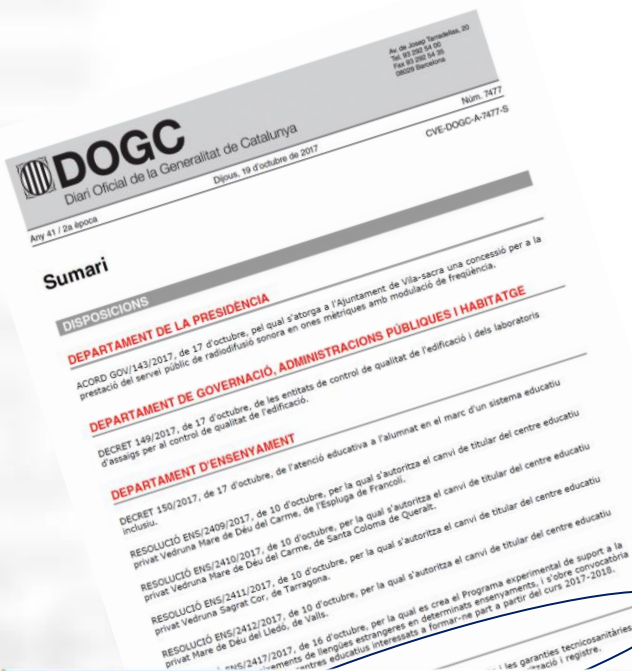 Av. de Josep Tarradellas, 20
Tel. 93 292 54 00
Fax 93 292 54 35
08029 Barcelona
DOGC
Diari Oficial de la Generalitat de Catalunya
Núm. 7477
Any 41 / 2a època
Dijous, 19 d'octubre de 2017
CVE-DOGC-A-7477-S
Sumari
DISPOSICIONS
DEPARTAMENT DE LA PRESIDÈNCIA
ACORD GOV/143/2017, de 17 d'octubre, pel qual s'atorga a l'Ajuntament de Vila-sacra una concessió per a la
prestació del servei públic de radiodifusió sonora en ones mètriques amb modulació de freqüència.
DEPARTAMENT DE GOVERNACIÓ, ADMINISTRACIONS PÚBLIQUES I HABITATGE
DECRET 149/2017, de 17 d'octubre, de les entitats de control de qualitat de l'edificació i dels laboratoris
d'assaigs per al control de qualitat de l'edificació.
DEPARTAMENT D'ENSENYAMENT
DECRET 150/2017, de 17 d'octubre, de l'atenció educativa a l'alumnat en el marc d'un sistema educatiu
inclusiu.
RESOLUCIÓ ENS/2409/2017, de 10 d'octubre, per la qual s'autoritza el canvi de titular del centre educatiu
privat Vedruna Mare de Déu del Carme, de l'Espluga de Francolí.
RESOLUCIÓ ENS/2410/2017, de 10 d'octubre, per la qual s'autoritza el canvi de titular del centre educatiu
privat Vedruna Mare de Déu del Carme, de Santa Coloma de Queralt.
RESOLUCIÓ ENS/2411/2017, de 10 d'octubre, per la qual s'autoritza el canvi de titular del centre educatiu
privat Vedruna Sagrat Cor, de Tarragona.
RESOLUCIÓ ENS/2412/2017, de 10 d'octubre, per la qual s'autoritza el canvi de titular del centre educatiu
privat Mare de Déu del Lledó, de Valls.
ENS/2417/2017, de 16 d'octubre, per la qual es crea el Programa experimental de suport a la
de llengües estrangeres en determinats ensenyaments, i s'obre convocatòria
centres educatius interessats a formar-ne part a partir del curs 2017-2018.
i les garanties tecnicosanitàries
i registre.